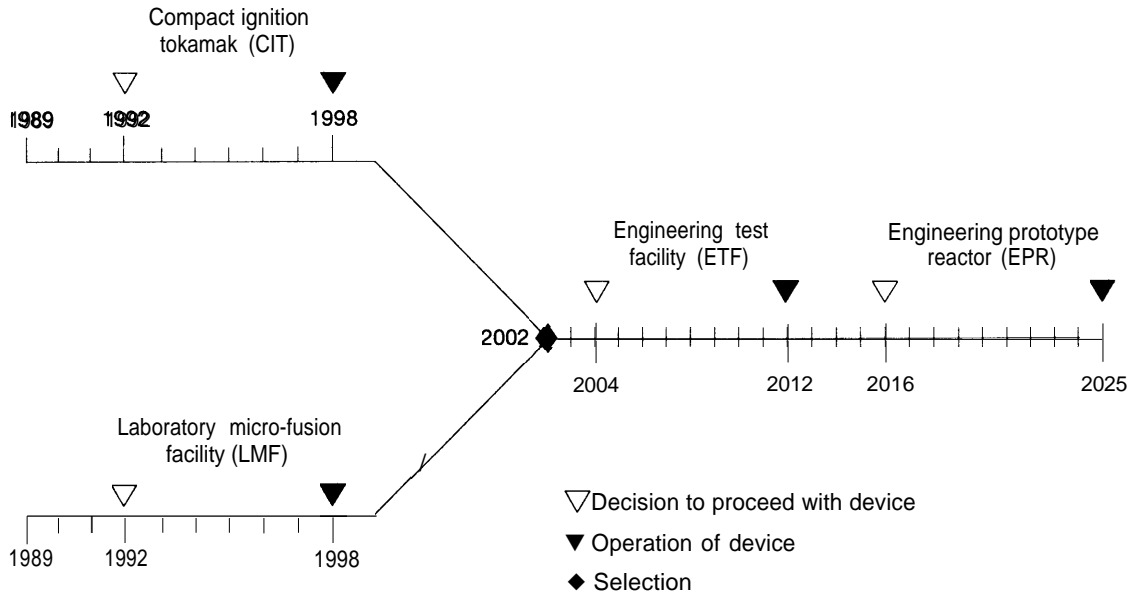 Compact ignition
tokamak (CIT)
1989 1992 1998
Engineering test
facility (ETF)
Engineering prototype
reactor (EPR)
2002
2004 2012 2016 2025
Laboratory micro-fusion
facility (LMF)
1989 1992 1998
Decision to proceed with device
Operation of device
Selection